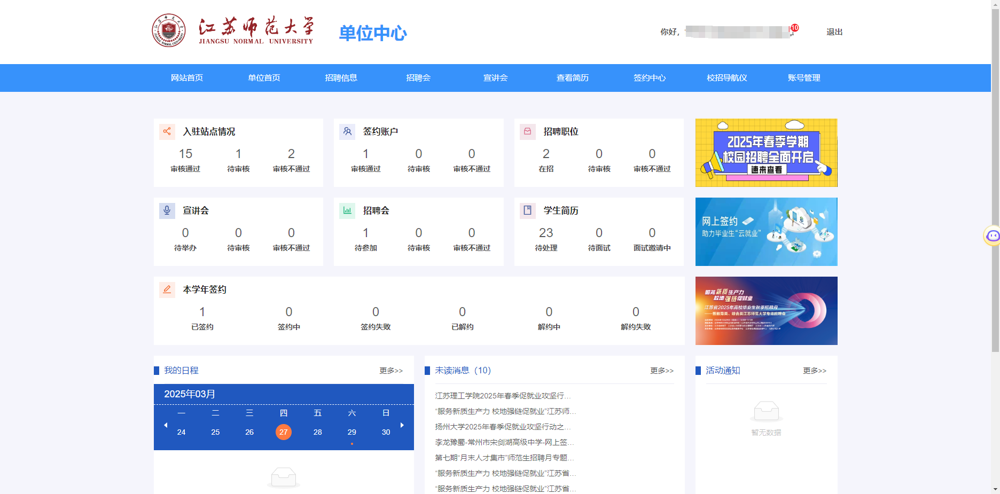 江苏师范大学
JIANGSU NORMAL UNIVERSITY
单位中心
你好，
10
退出
网站首页 单位首页 招聘信息 招聘会 宣讲会 查看简历 签约中心 校招导航仪 账号管理
入驻站点情况
15 1 2
审核通过 待审核 审核不通过
签约账户
1 0 0
审核通过 待审核 审核不通过
招聘职位
2 0 0
在招 待审核 审核不通过
2025年春季学期
校园招聘全面开启
速来查看
宣讲会
0 0 0
待举办 待审核 审核不通过
招聘会
1 0 0
待参加 待审核 审核不通过
学生简历
23 0 0
待处理 待面试 面试邀请中
网上签约
助力毕业生“云就业”
本学年签约
1 0 0 0 0 0
已签约 签约中 签约失败 已解约 解约中 解约失败
服务新质生产力
校地强链促就业
江苏省2025年高校毕业生秋季招聘月
——暨教育类、综合类江苏师范大学专场招聘会
我的日程 更多>>
2025年03月
一 二 三 四 五 六 日
24 25 26 27 28 29 30
未读消息（10） 更多>>
江苏理工学院2025年春季促就业攻坚行...
“服务新质生产力 校地强链促就业”江苏师...
扬州大学2025年春季促就业攻坚行动之...
李龙豫罿-常州市宋剑湖高级中学-网上签...
第七期“月末人才集市”师范生招聘月专题...
“服务新质生产力 校地强链促就业”江苏省...
“服务新质生产力 校地强链促就业”江苏省...
活动通知 更多>>
暂无数据